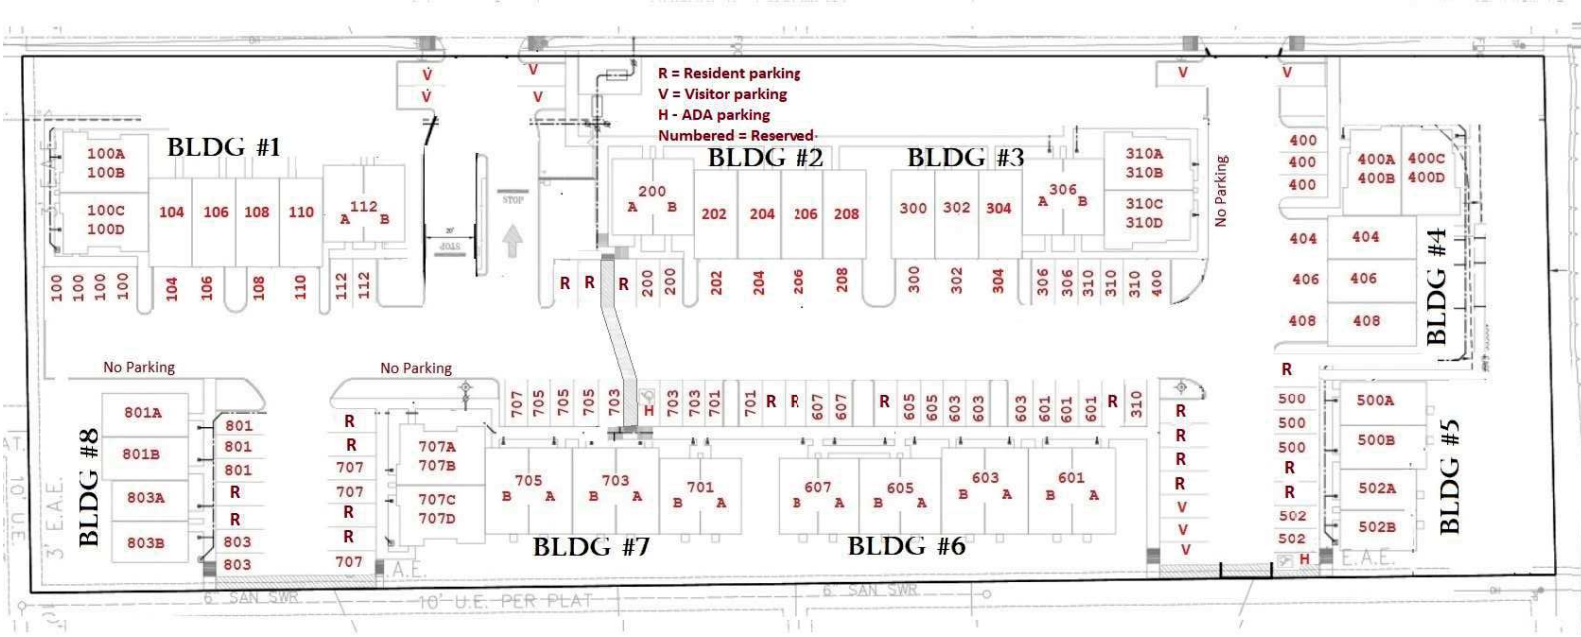 V V V V
V V
R = Resident parking
V = Visitor parking
H - ADA parking
Numbered = Reserved
BLDG #1
BLDG #2
BLDG #3
100A
100B
100C
100D
104 106 108 110
112
A B
200
A B
202 204 206 208
300 302 304
306
A B
310A
310B
310C
310D
No Parking
400
400
400
400A
400B
400C
400D
404 404
406 406
408 408
BLDG #4
STOP
STOP
20'
100 100 100 100 104 106 108 110 112 112
R R R 200 200 202 204 206 208 300 302 304 306 306 310 310 310 400
No Parking
No Parking
801A
801B
803A
803B
BLDG #8
801
801
801
R
R
803
803
R
R
707
707
R
R
707
707A
707B
707C
707D
707 705 705 705 703 H 703 703 701 701 R R 607 607 R 605 605 603 603 603 601 601 601 R 310
705
B A
703
B A
701
B A
607
B A
605
B A
603
B A
601
B A
BLDG #7
BLDG #6
R
R
R
R
V
V
V
R
500
500
500
R
R
502
502
H
500A
500B
502A
502B
BLDG #5
3' E.A.E.
10' U.E.
A.E.
E.A.E.
6" SAN SWR
10' U.E. PER PLAT
6" SAN SWR